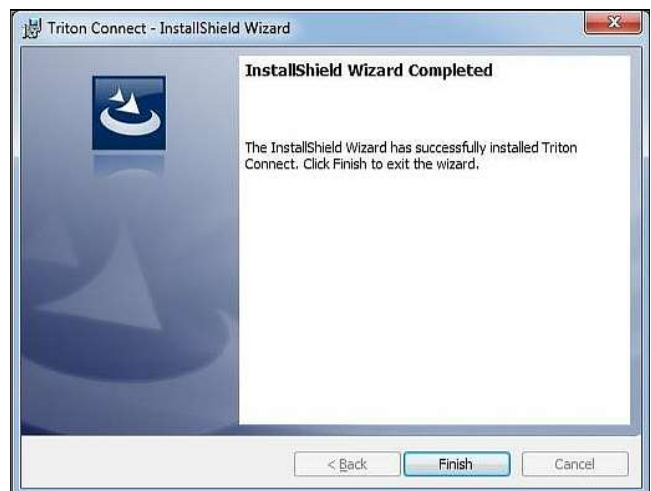 Triton Connect - InstallShield Wizard
InstallShield Wizard Completed
The InstallShield Wizard has successfully installed Triton
Connect. Click Finish to exit the wizard.
< Back
Finish
Cancel